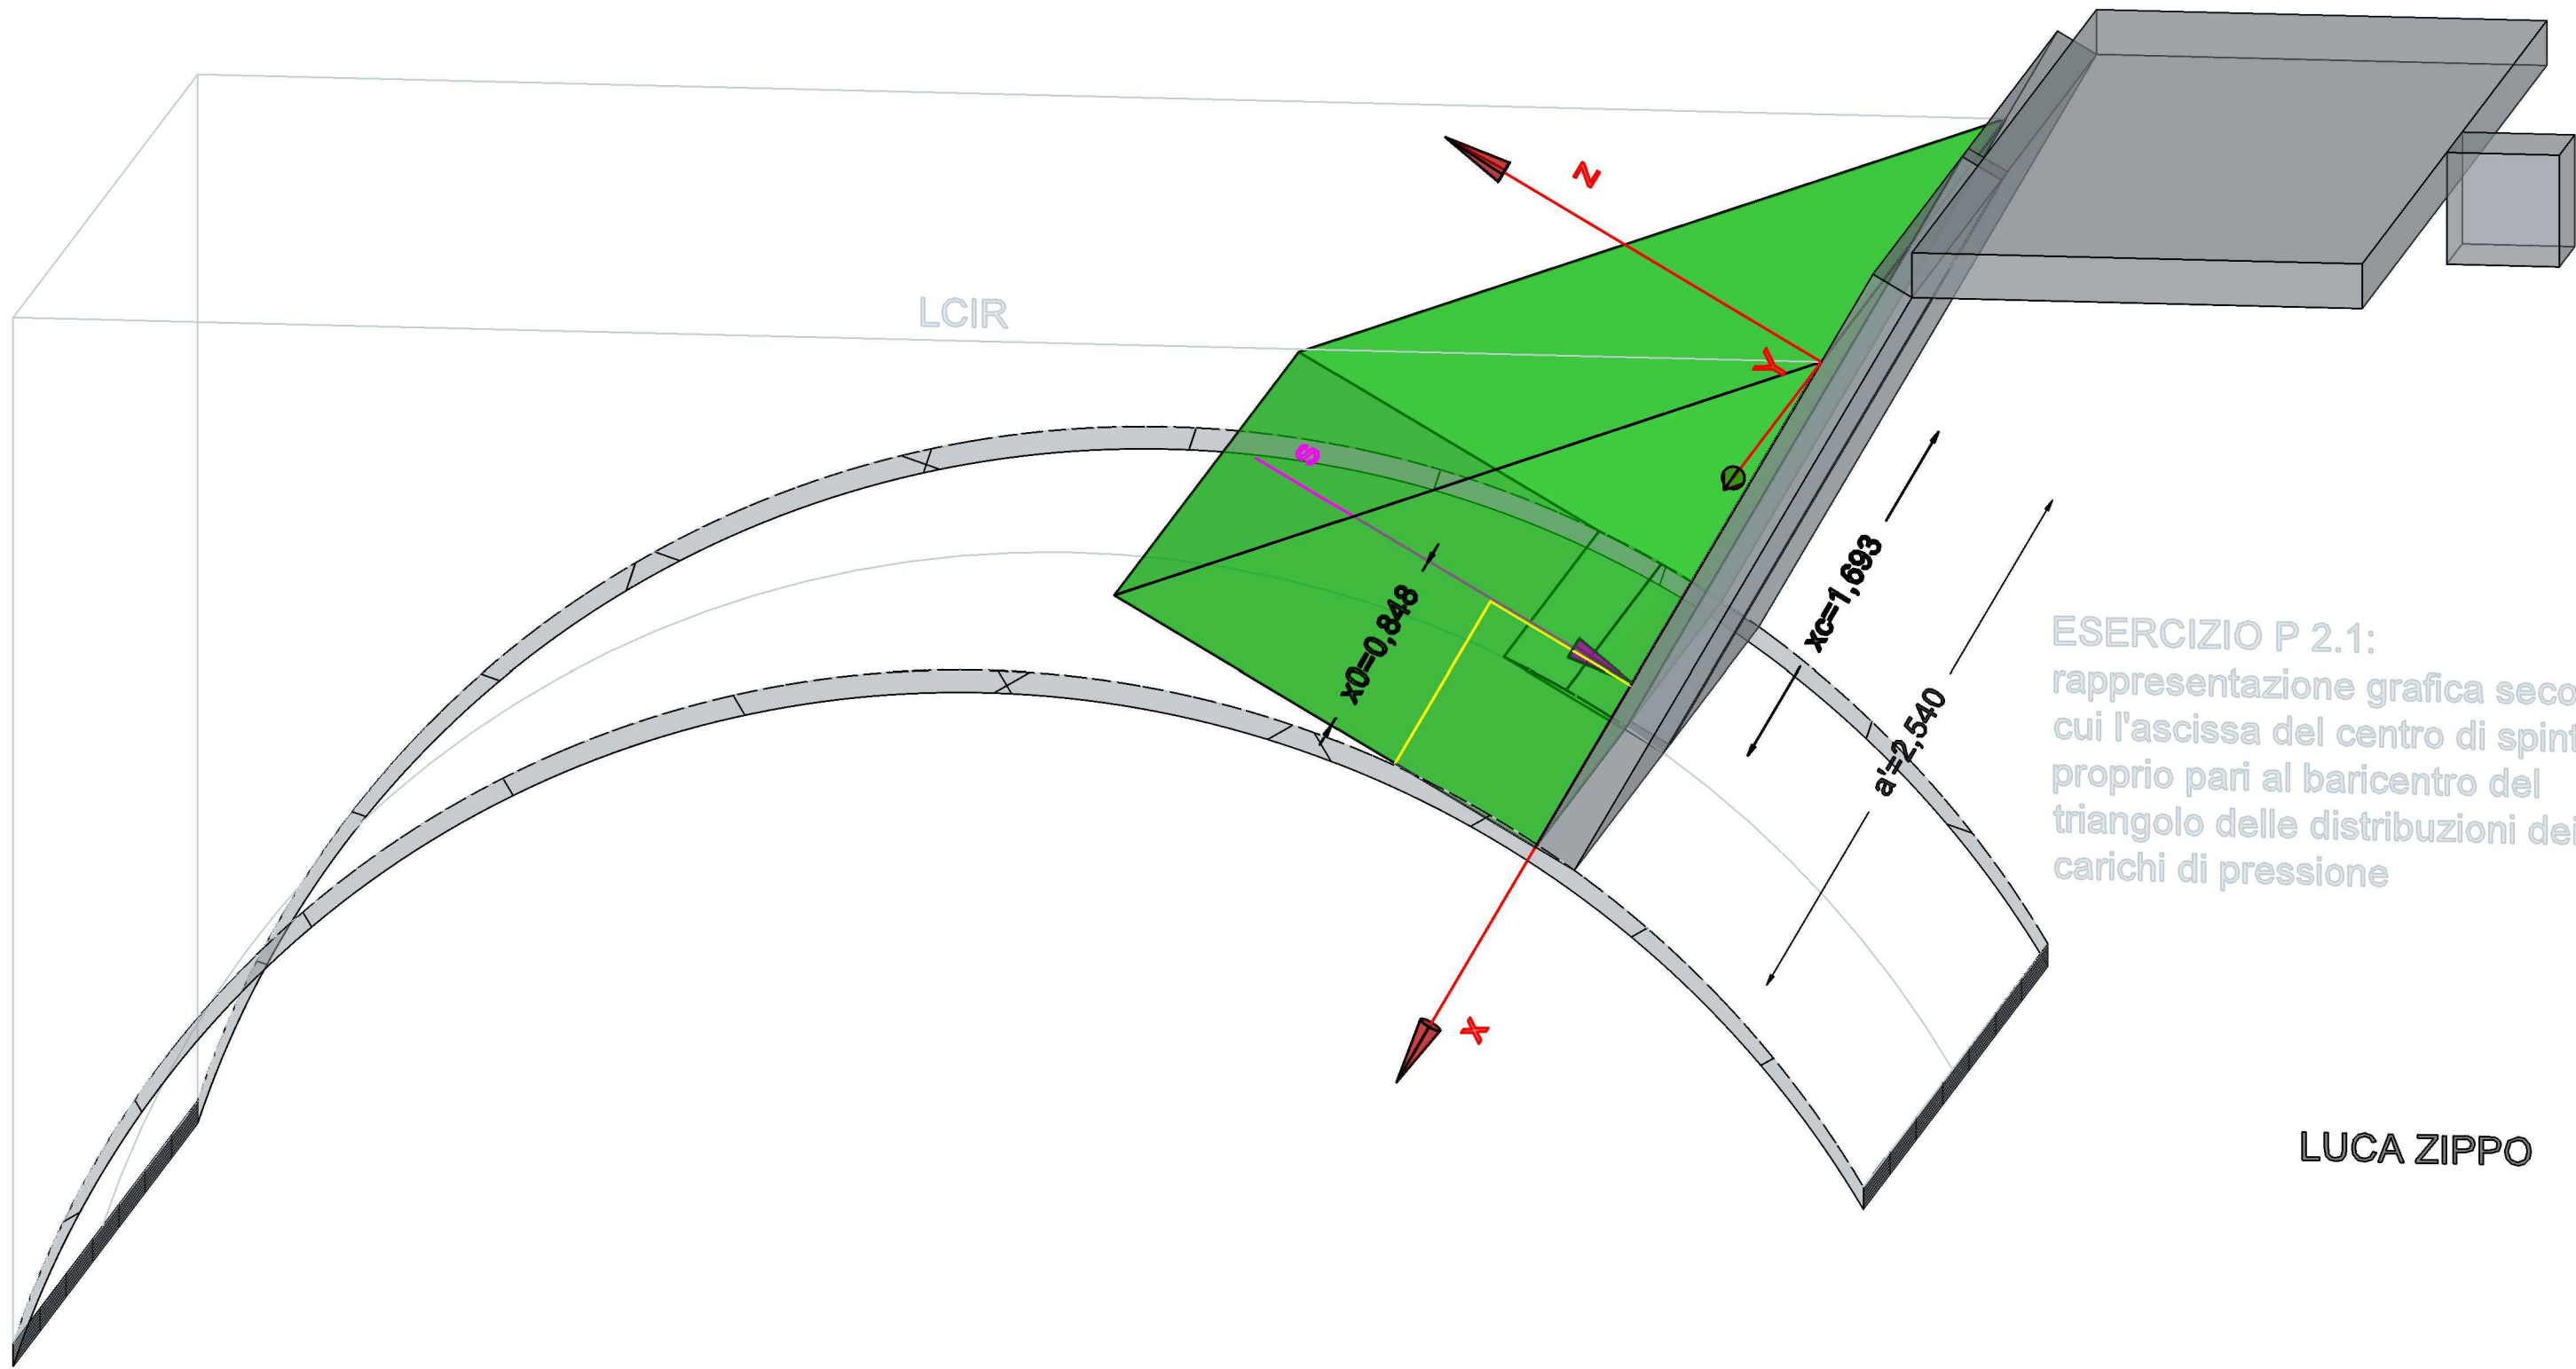 Z
LCIR
Y
S
xc=1,693
x0=0,848
a'=2,540
X
ESERCIZIO P 2.1:
rappresentazione grafica seco
cui l'ascissa del centro di spint
proprio pari al baricentro del
triangolo delle distribuzioni dei
carichi di pressione
LUCA ZIPPO